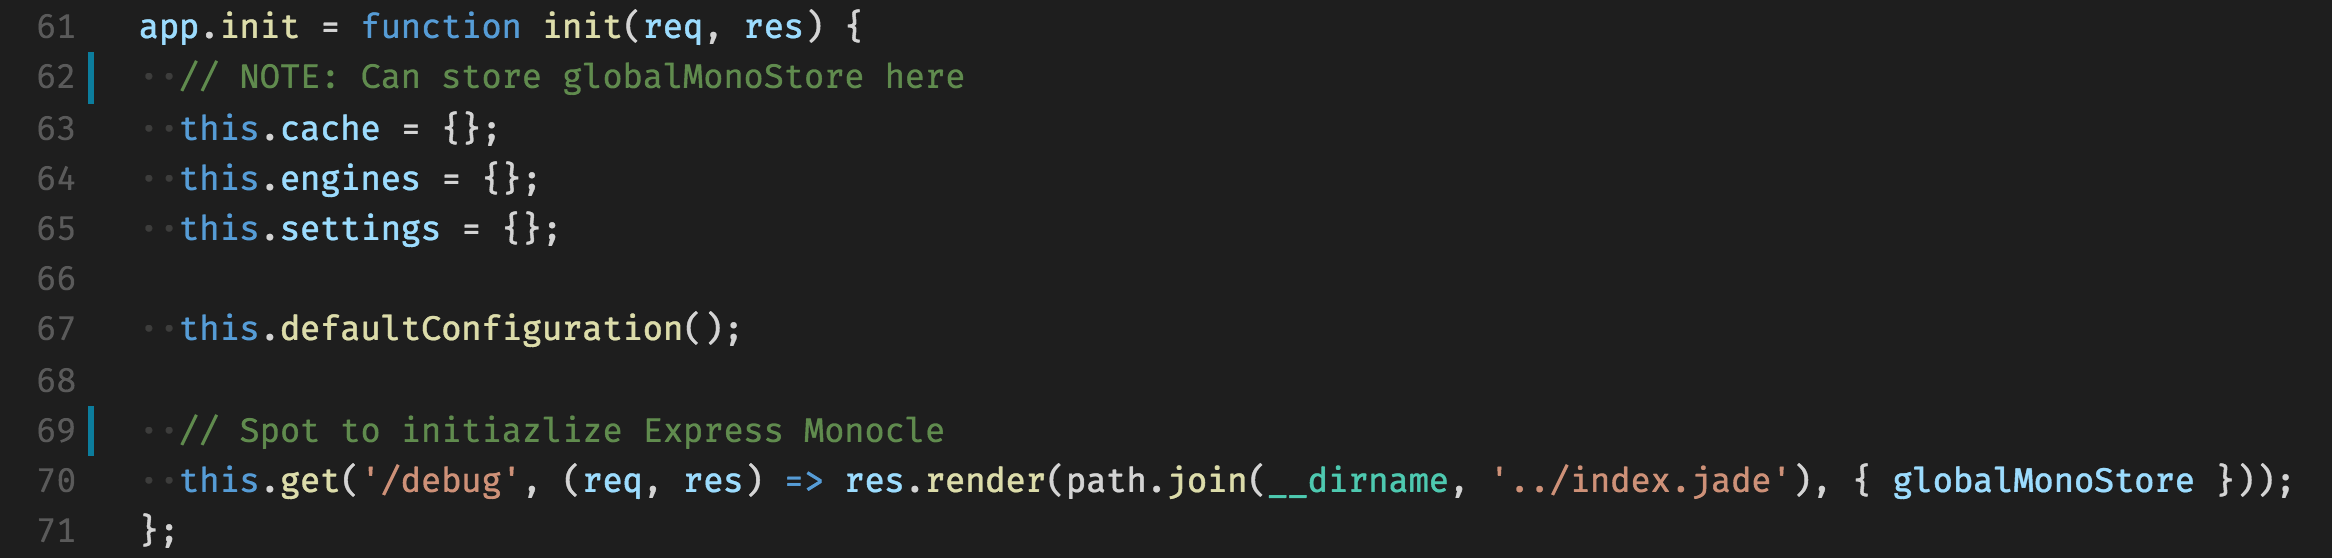 61 app.init = function init(req, res) {
62 ··// NOTE: Can store globalMonoStore here
63 ··this.cache = {};
64 ··this.engines = {};
65 ··this.settings = {};
66
67 ··this.defaultConfiguration();
68
69 ··// Spot to initiazlize Express Monocle
70 ··this.get('/debug', (req, res) => res.render(path.join(__dirname, '../index.jade'), { globalMonoStore }));
71 };